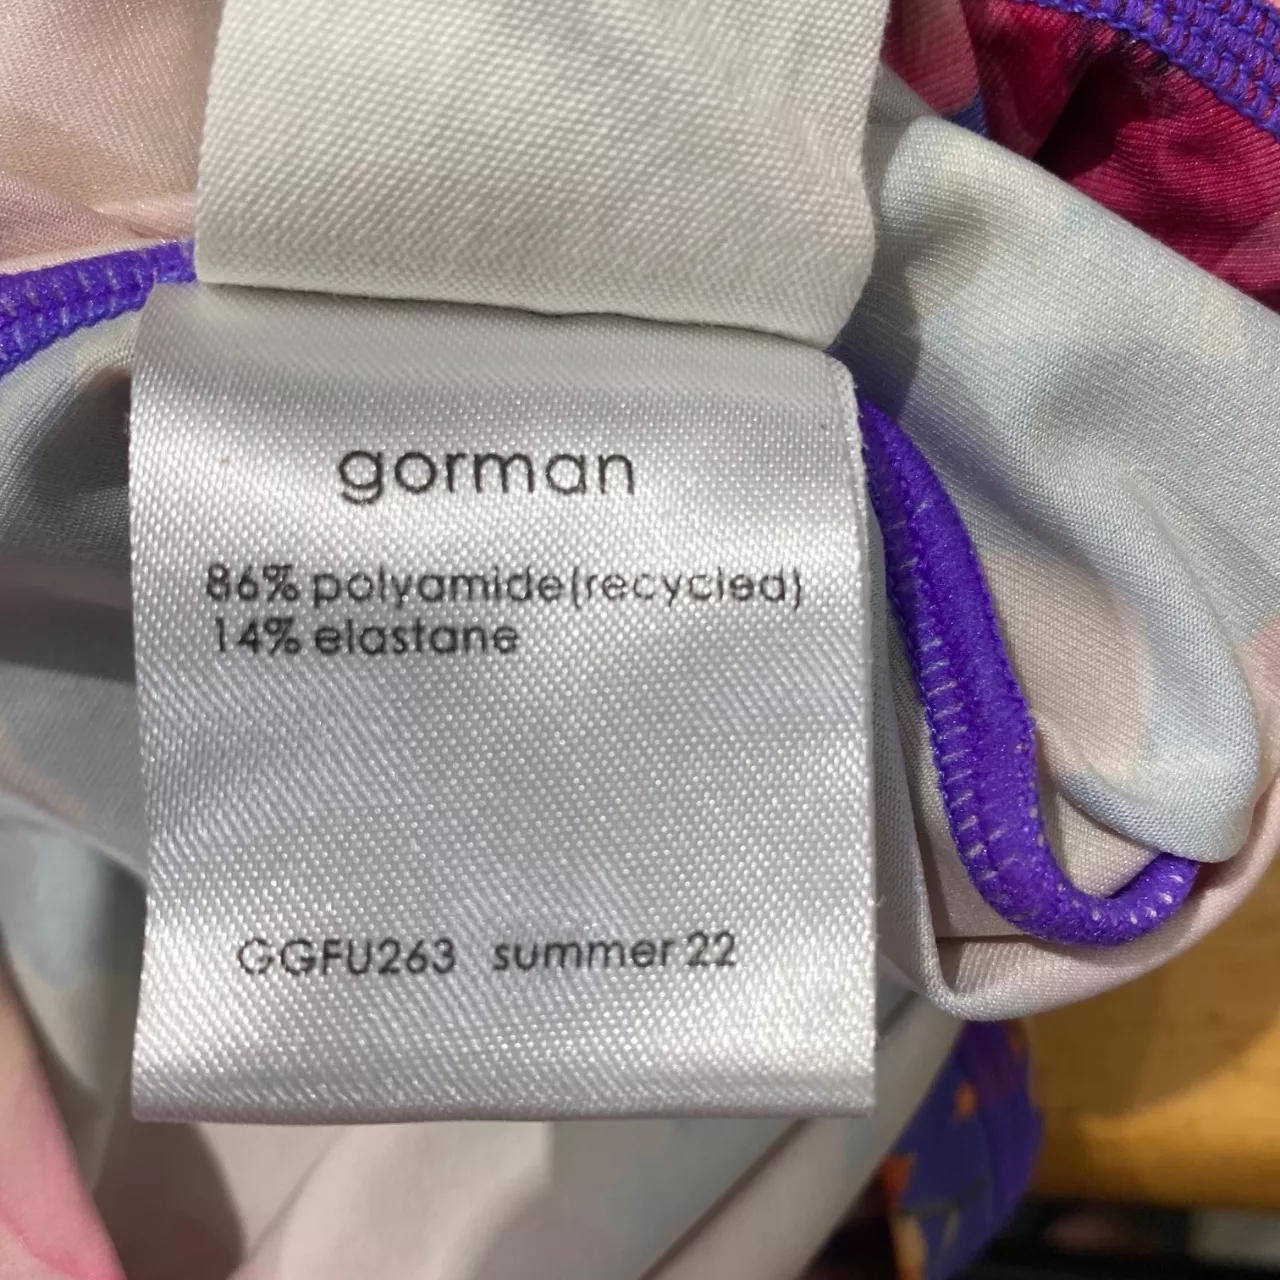 gorman
86% polyamide(recycled)
14% elastane
GGFU263 summer 22